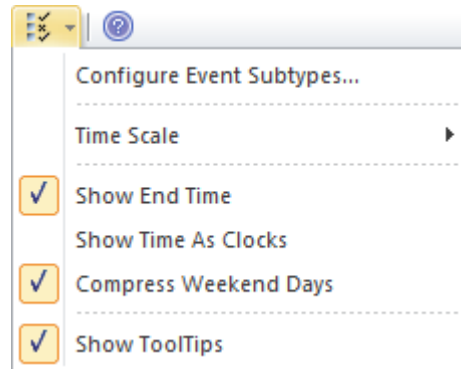 Configure Event Subtypes...
Time Scale
Show End Time
Show Time As Clocks
Compress Weekend Days
Show ToolTips